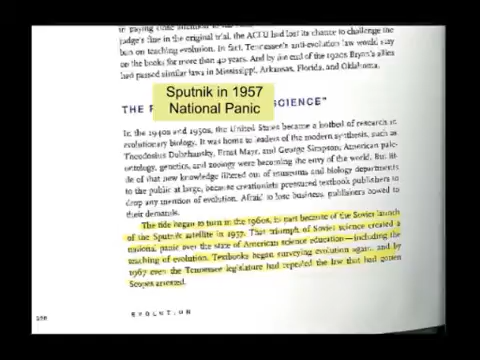 in paying close attention to the
judge's fine in the original trial, the ACLU had lost its chance to challenge the
ban on teaching evolution. In fact, Tennessee's anti-evolution law would stay
on the books for more than 40 years. And by the end of the 1920s Bryan's allies
had passed similar laws in Mississippi, Arkansas, Florida, and Oklahoma.
Sputnik in 1957
National Panic
THE SCIENCE"
In the 1940s and 1950s, the United States became a hotbed of research in
evolutionary biology. It was home to leaders of the modern synthesis, such as
Theodosius Dobzhansky, Ernst Mayr, and George Simpson; American pale-
ontology, genetics, and zoology were becoming the envy of the world. But lit-
tle of that new knowledge filtered out of museums and biology departments
to the public at large, because creationists pressured textbook publishers to
drop any mention of evolution. Afraid to lose business, publishers bowed to
their demands.
The tide began to turn in the 1960s, in part because of the Soviet launch
of the Sputnik satellite in 1957. That triumph of Soviet science created a
national panic over the state of American science education—including the
teaching of evolution. Textbooks began surveying evolution again, and by
1967 even the Tennessee legislature had repealed the law that had gotten
Scopes arrested.
EVOLUTION